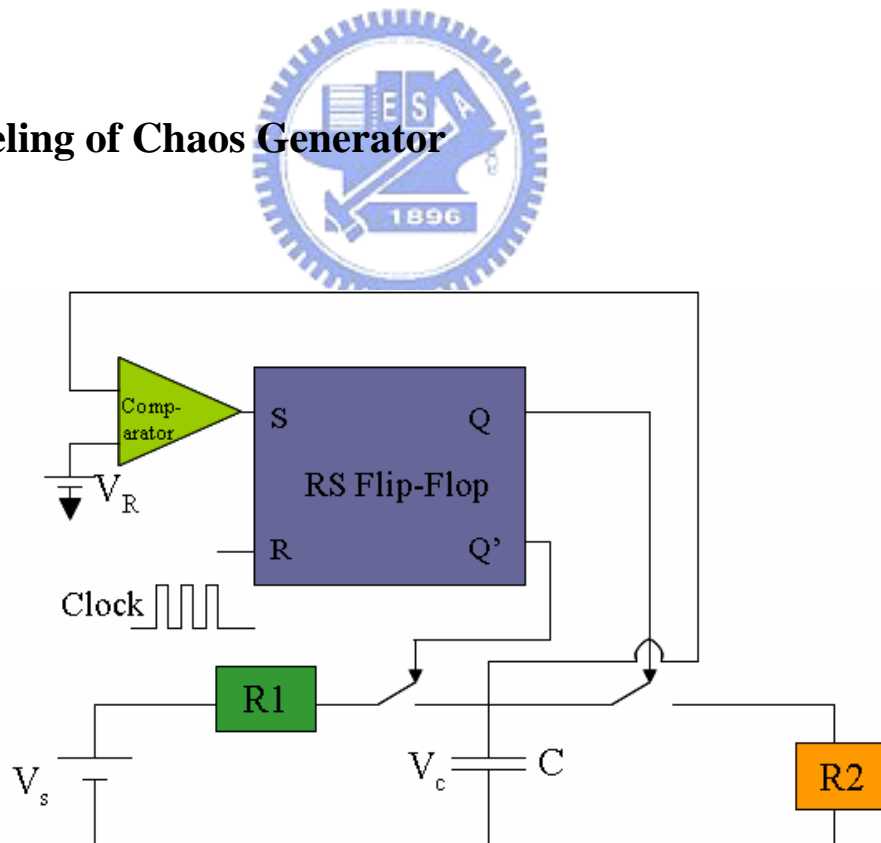 eling of Chaos Generator
E S A
1896
Comp-
arator
S
Q
RS Flip-Flop
V_R
R
Q’
Clock
R1
V_s
V_c
C
R2